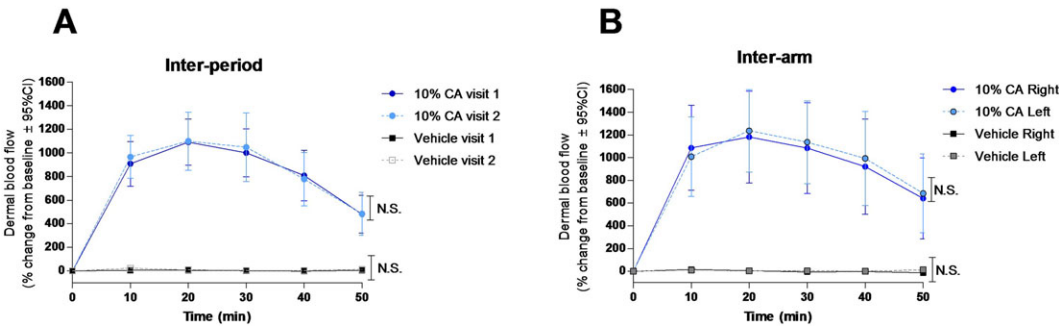 A
Inter-period
Dermal blood flow
(% change from baseline ± 95%CI)
1600
1400
1200
1000
800
600
400
200
0
0 10 20 30 40 50
Time (min)
10% CA visit 1
10% CA visit 2
Vehicle visit 1
Vehicle visit 2
N.S.
N.S.
B
Inter-arm
Dermal blood flow
(% change from baseline ± 95%CI)
1600
1400
1200
1000
800
600
400
200
0
0 10 20 30 40 50
Time (min)
10% CA Right
10% CA Left
Vehicle Right
Vehicle Left
N.S.
N.S.